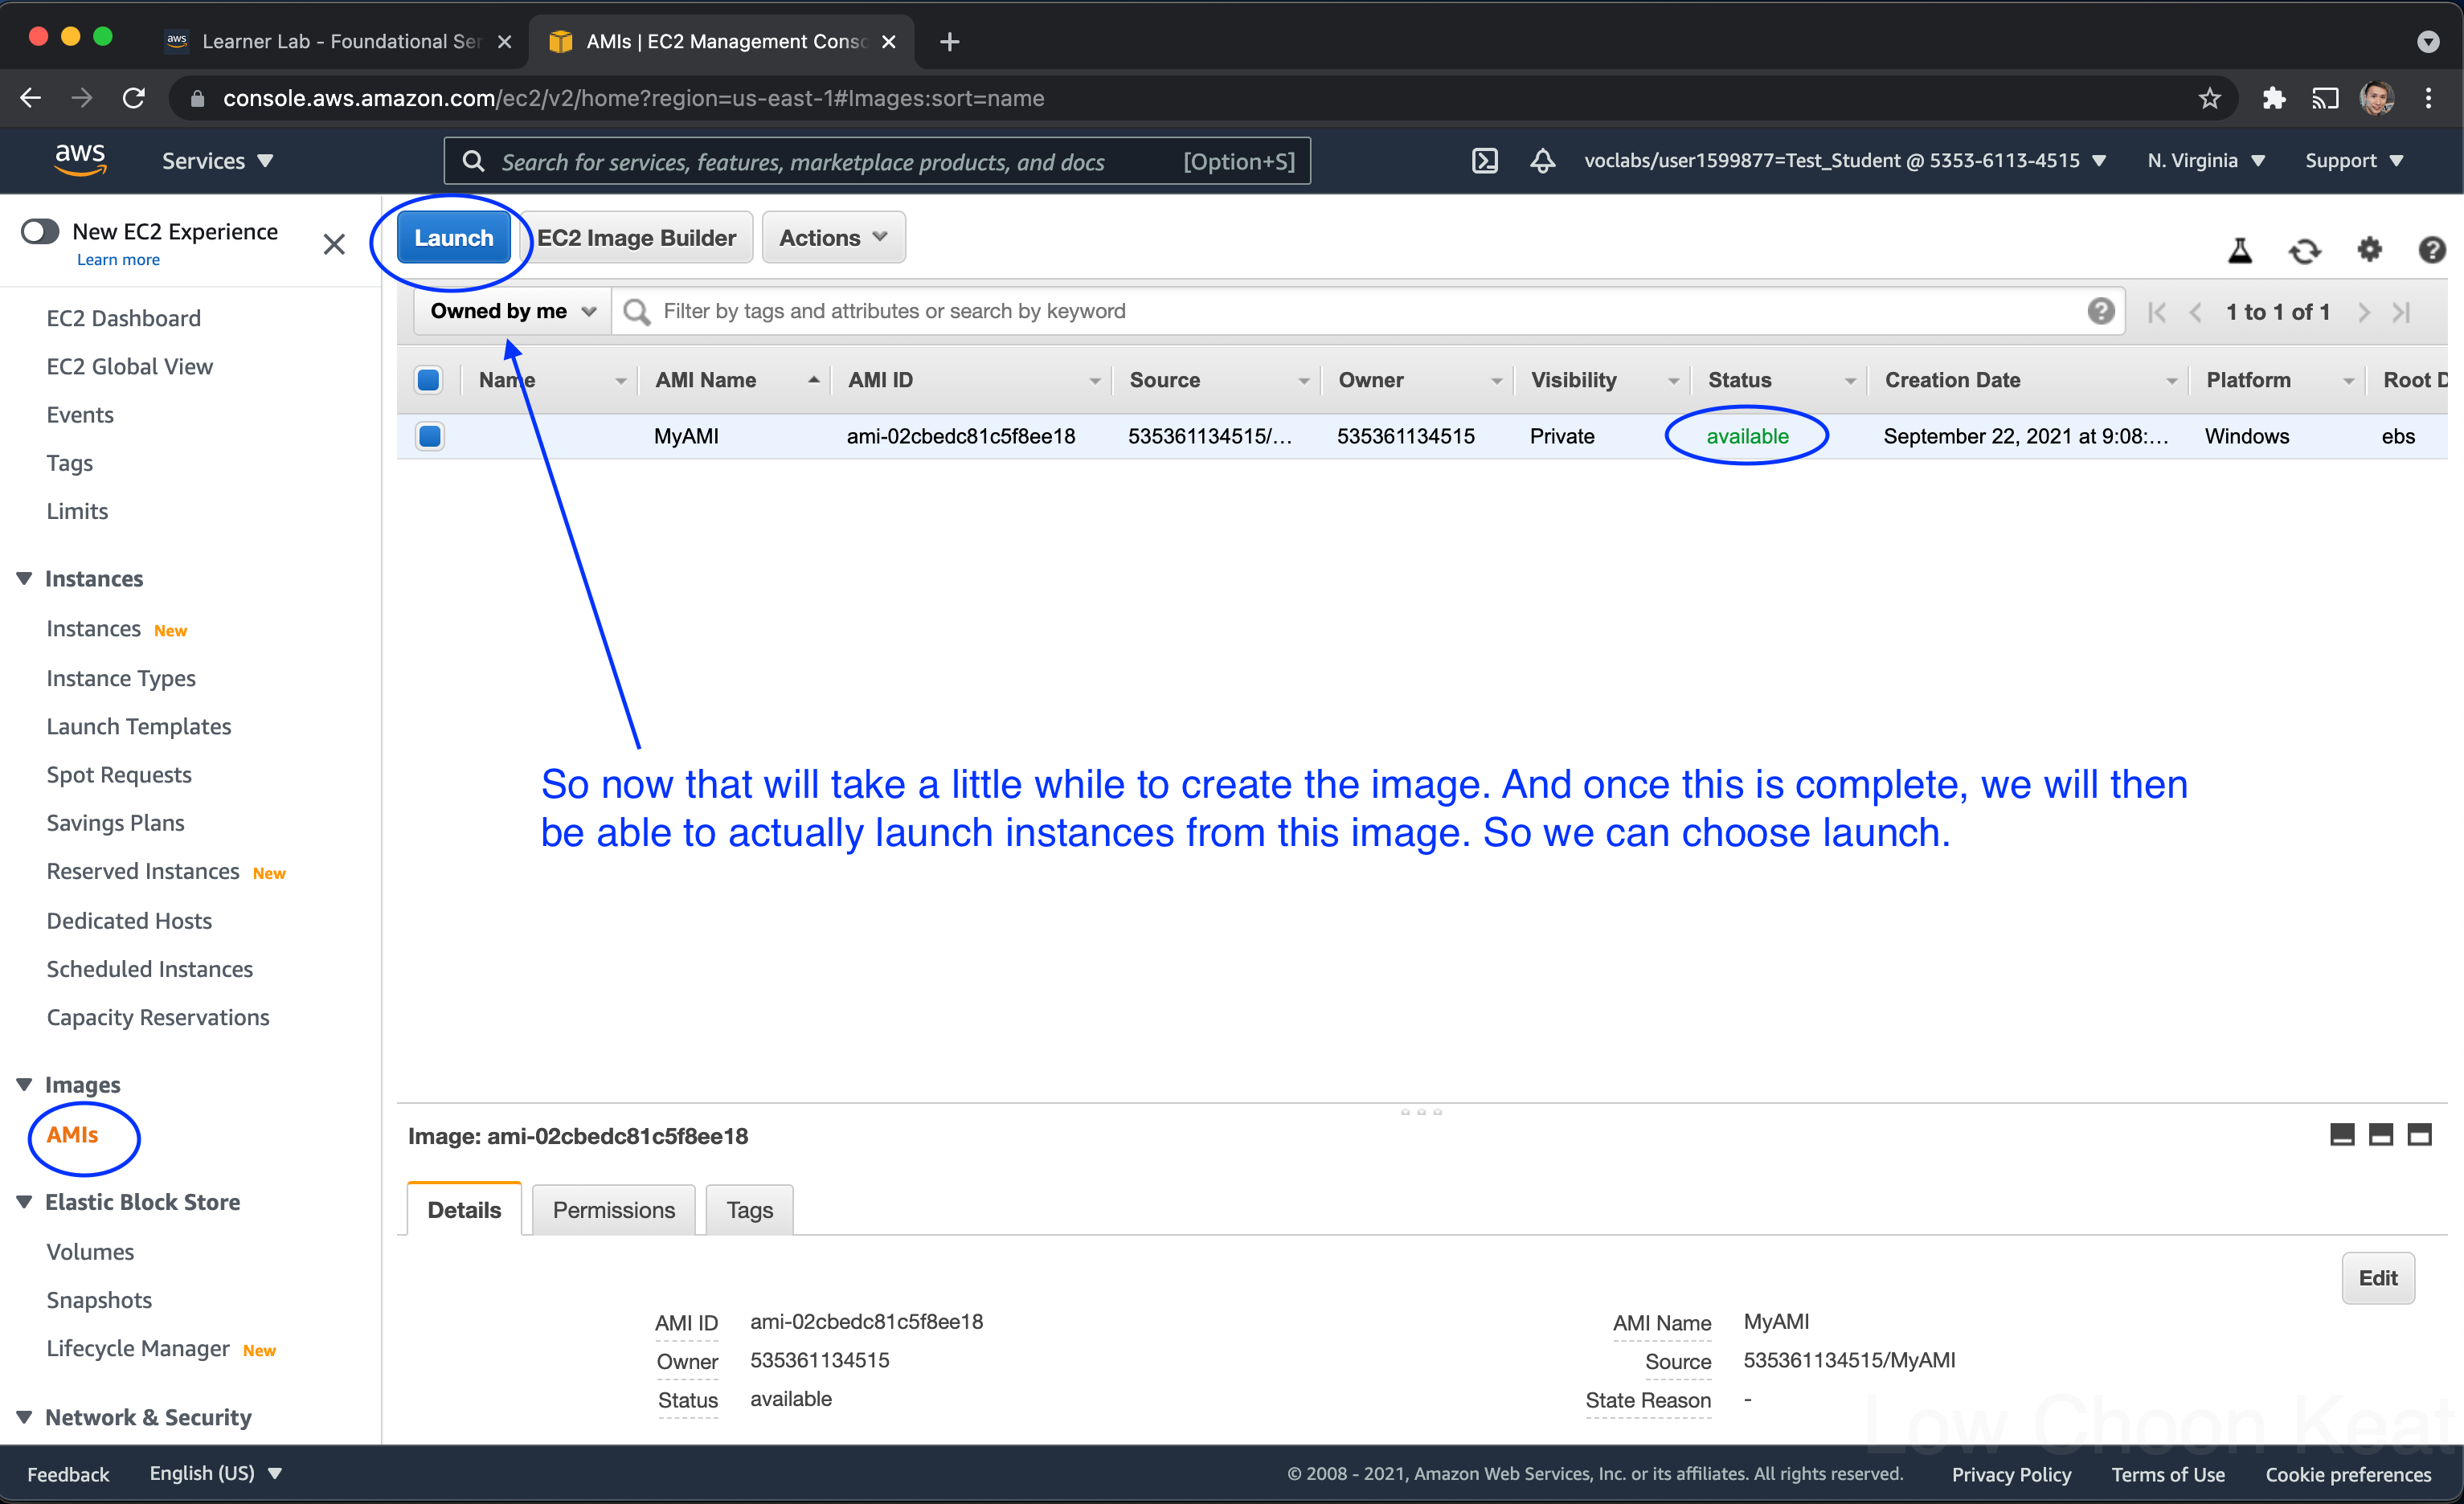 Learner Lab - Foundational Ser
AMIs | EC2 Management Conso
console.aws.amazon.com/ec2/v2/home?region=us-east-1#Images:sort=name
aws
Services
Search for services, features, marketplace products, and docs [Option+S]
voclabs/user1599877=Test_Student @ 5353-6113-4515
N. Virginia
Support
New EC2 Experience
Learn more
EC2 Dashboard
EC2 Global View
Events
Tags
Limits
Instances
Instances New
Instance Types
Launch Templates
Spot Requests
Savings Plans
Reserved Instances New
Dedicated Hosts
Scheduled Instances
Capacity Reservations
Images
AMIs
Elastic Block Store
Volumes
Snapshots
Lifecycle Manager New
Network & Security
Launch EC2 Image Builder Actions
Owned by me Filter by tags and attributes or search by keyword 1 to 1 of 1
Name AMI Name AMI ID Source Owner Visibility Status Creation Date Platform Root D
MyAMI ami-02cbedc81c5f8ee18 535361134515/... 535361134515 Private available September 22, 2021 at 9:08:... Windows ebs
So now that will take a little while to create the image. And once this is complete, we will then
be able to actually launch instances from this image. So we can choose launch.
Image: ami-02cbedc81c5f8ee18
Details Permissions Tags
Edit
AMI ID ami-02cbedc81c5f8ee18 AMI Name MyAMI
Owner 535361134515 Source 535361134515/MyAMI
Status available State Reason -
Low Choon Keat
Feedback English (US) © 2008 - 2021, Amazon Web Services, Inc. or its affiliates. All rights reserved. Privacy Policy Terms of Use Cookie preferences